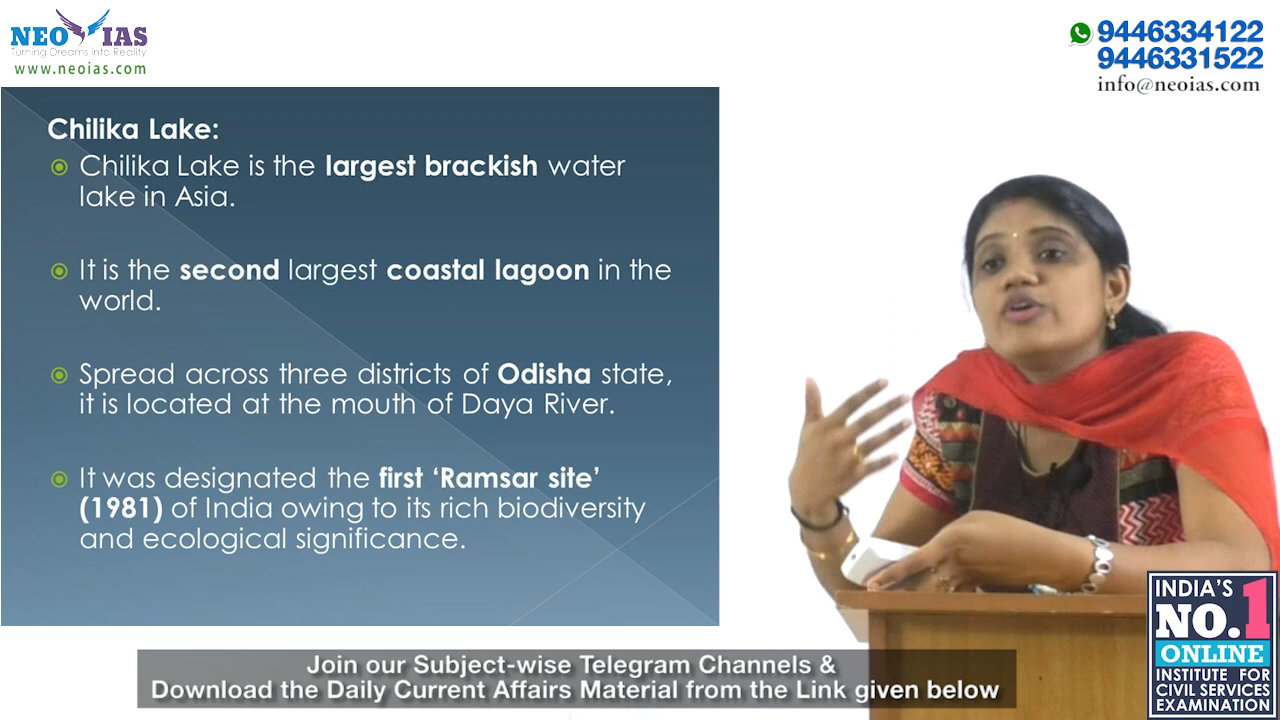 NEO IAS
Turning Dreams into Reality
www.neoias.com
9446334122
9446331522
info@neoias.com
Chilika Lake:
Chilika Lake is the largest brackish water
lake in Asia.
It is the second largest coastal lagoon in the
world.
Spread across three districts of Odisha state,
it is located at the mouth of Daya River.
It was designated the first ‘Ramsar site’
(1981) of India owing to its rich biodiversity
and ecological significance.
INDIA'S
NO.1
ONLINE
INSTITUTE FOR
CIVIL SERVICES
EXAMINATION
Join our Subject-wise Telegram Channels &
Download the Daily Current Affairs Material from the Link given below